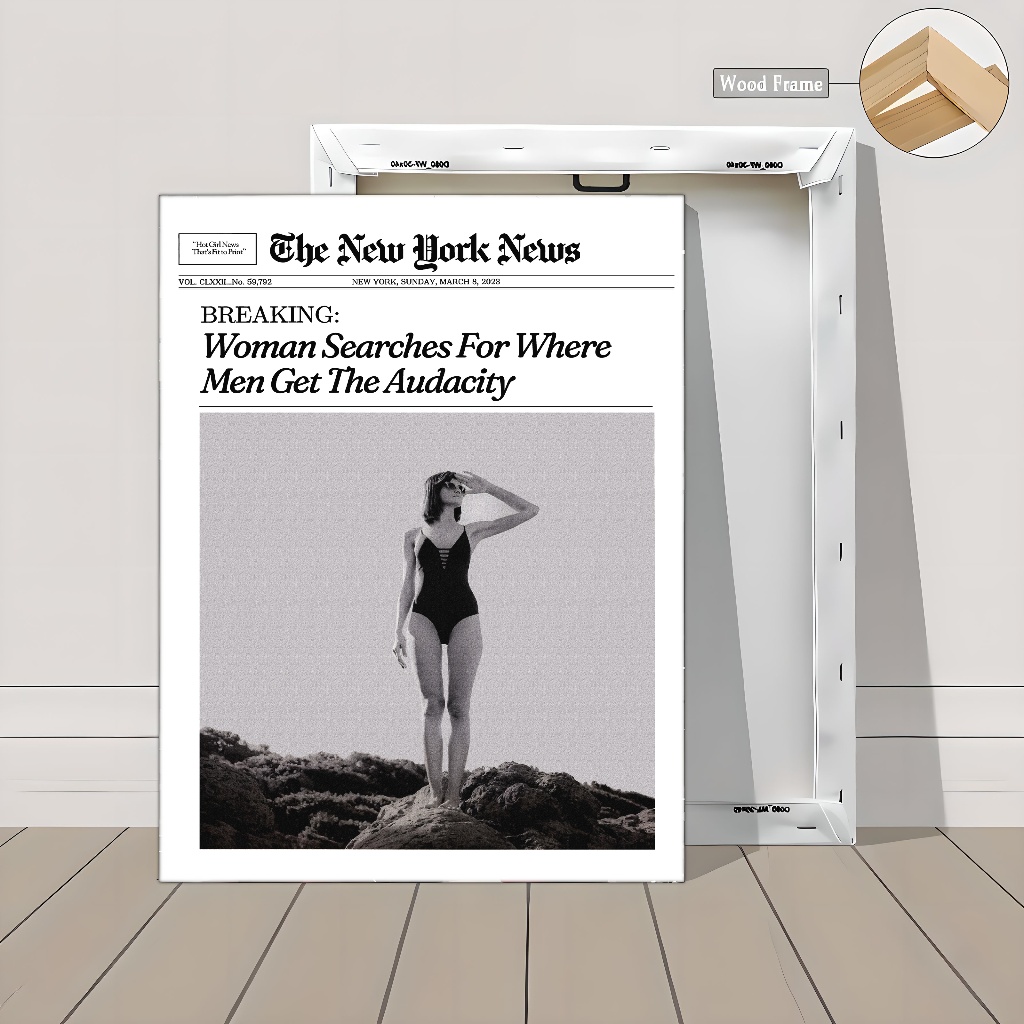 Wood Frame
"Hot Girl News
That's Fit to Print"
The New York News
VOL. CLXXII...No. 59,792
NEW YORK, SUNDAY, MARCH 8, 2023
BREAKING:
Woman Searches For Where
Men Get The Audacity